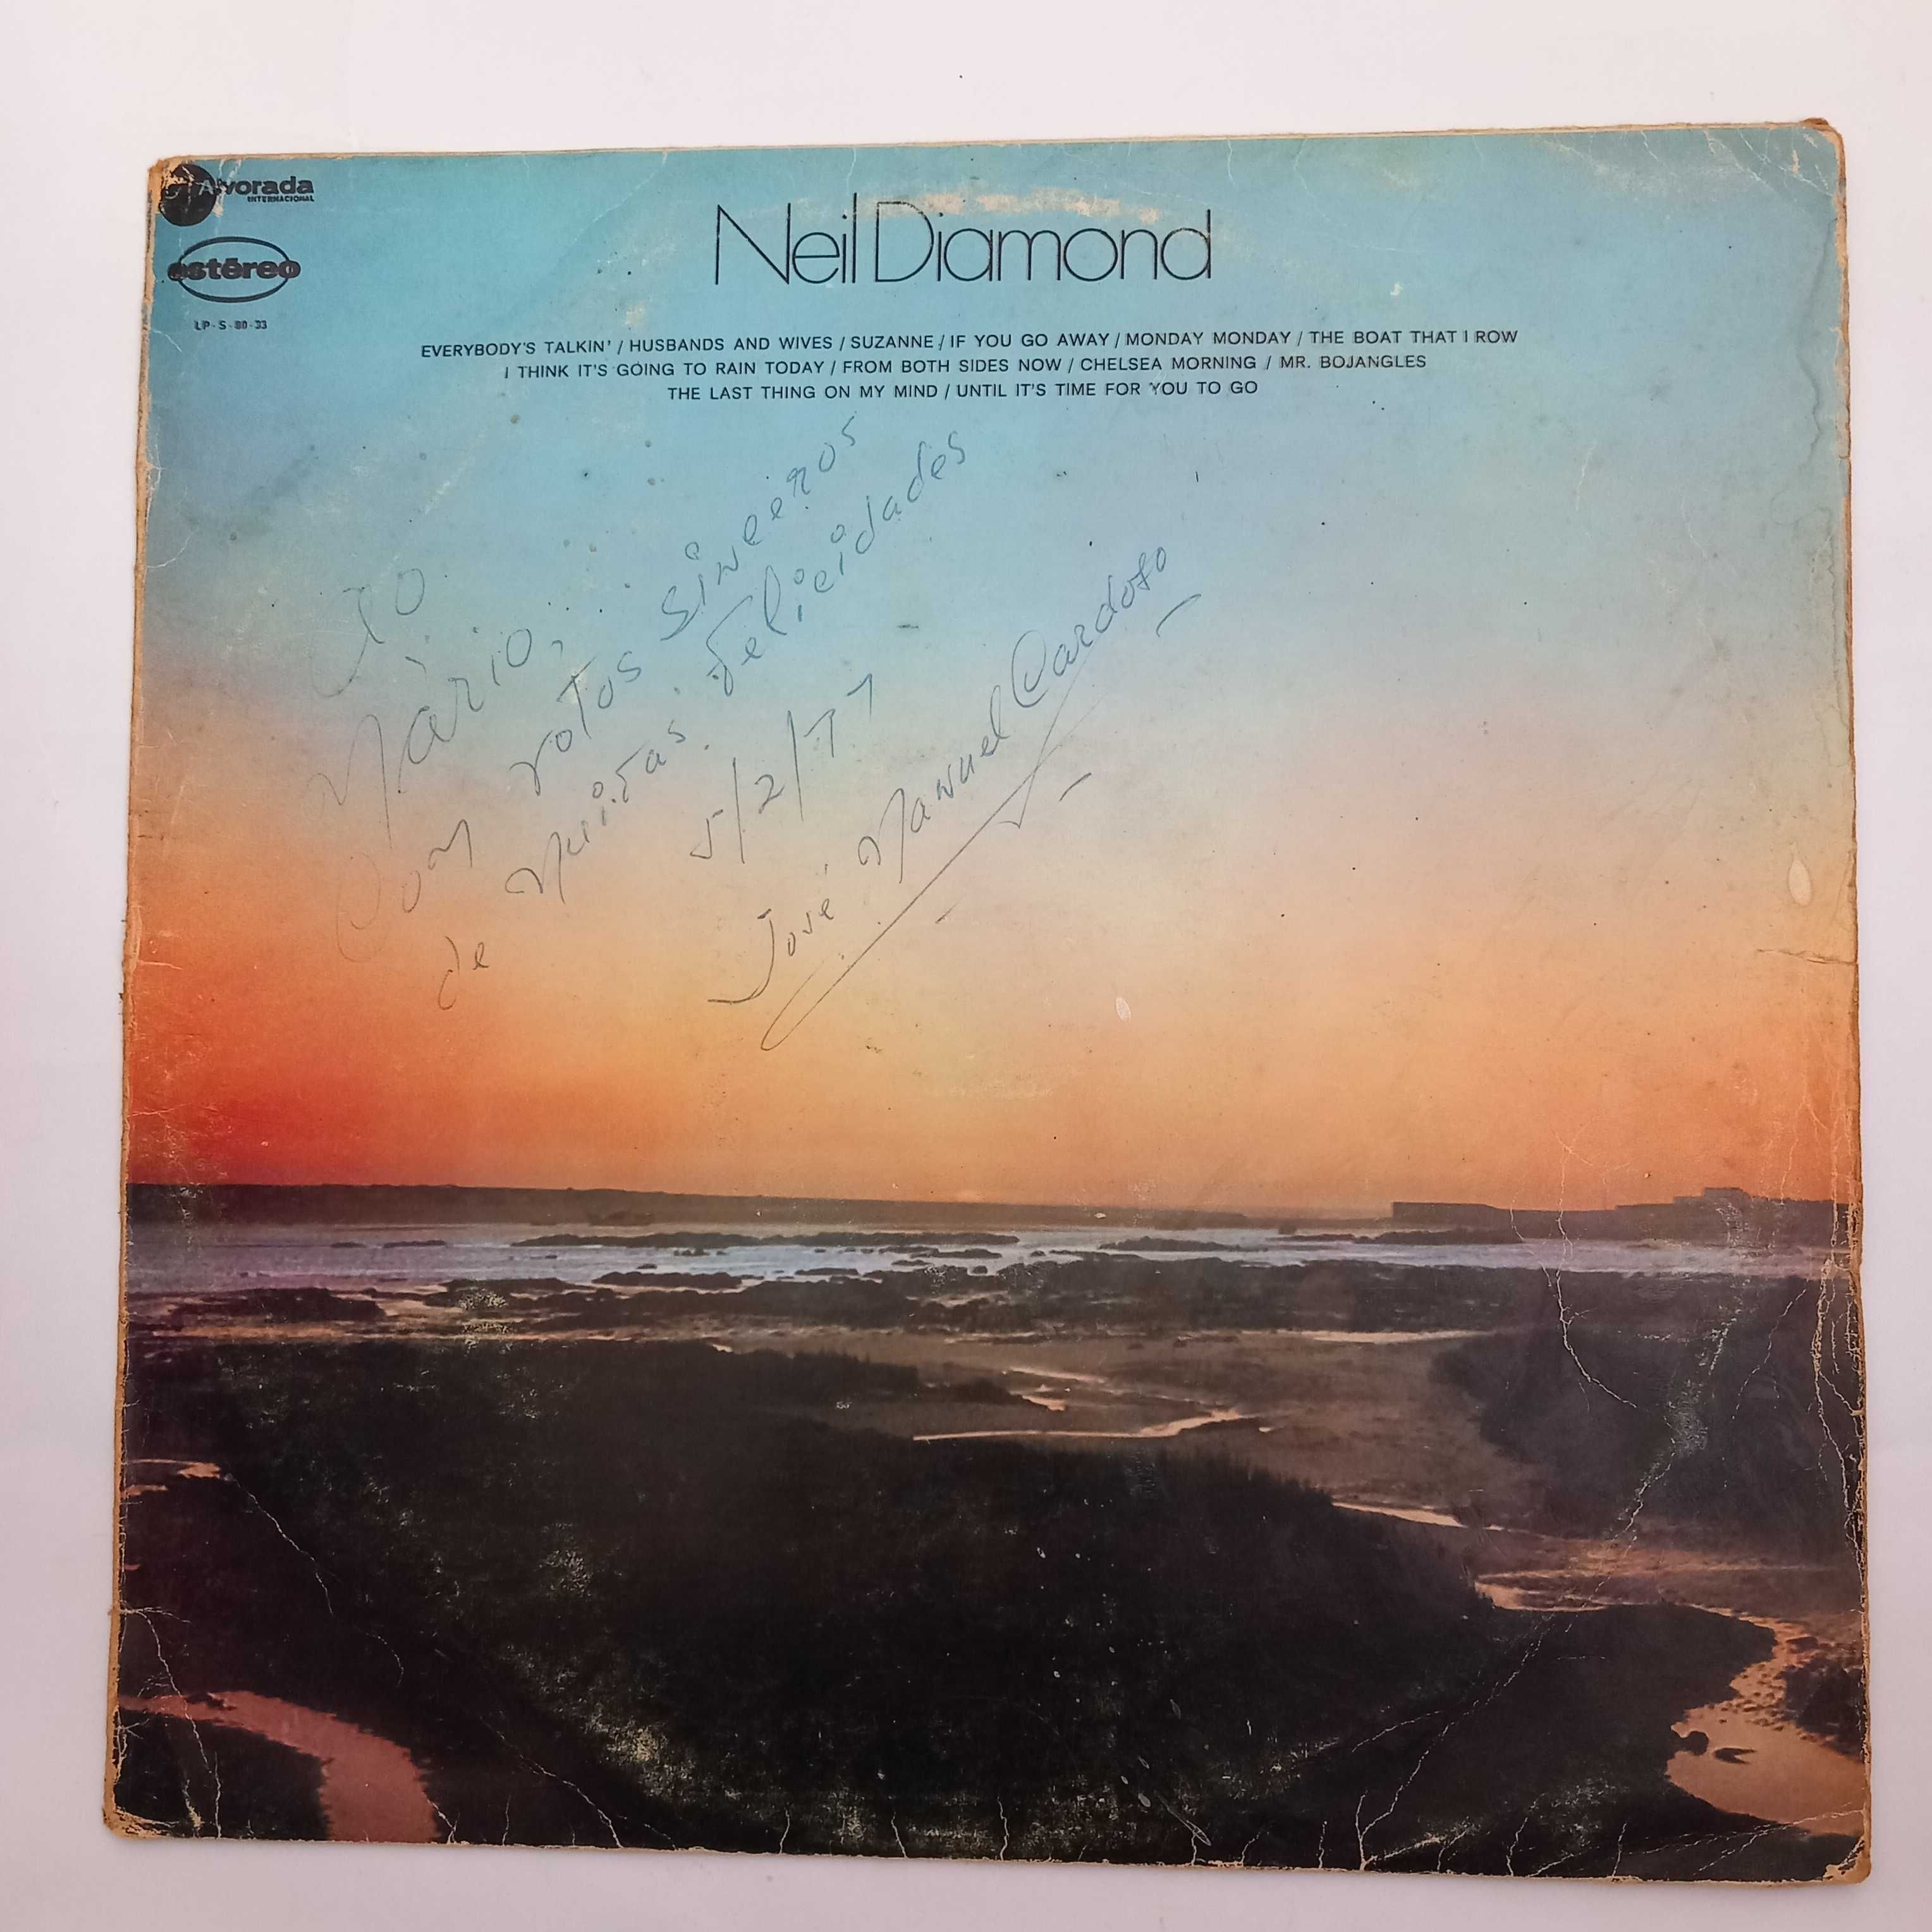 Alvorada
INTERNACIONAL
estéreo
LP-S-80-33
Neil Diamond
EVERYBODY'S TALKIN' / HUSBANDS AND WIVES / SUZANNE / IF YOU GO AWAY / MONDAY MONDAY / THE BOAT THAT I ROW
I THINK IT'S GOING TO RAIN TODAY / FROM BOTH SIDES NOW / CHELSEA MORNING / MR. BOJANGLES
THE LAST THING ON MY MIND / UNTIL IT'S TIME FOR YOU TO GO
Ao
Mário,
Com votos sinceros
de Muitas felicidades
5/2/77
José Manuel Cardoso